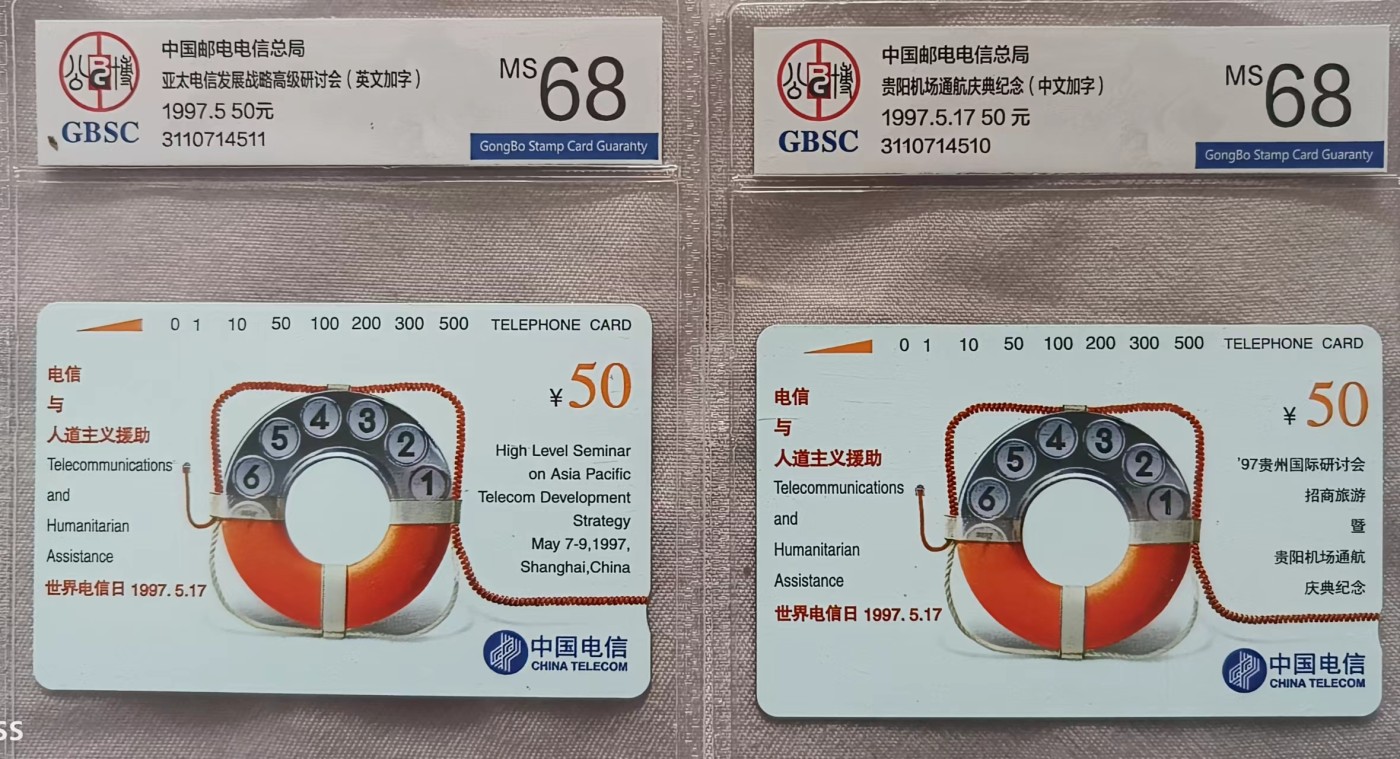 中国邮电电信总局
亚太电信发展战略高级研讨会(英文加字)
1997.5 50元
3110714511
公 BG 博
GBSC
MS 68
GongBo Stamp Card Guarahty
0 1 10 50 100 200 300 500 TELEPHONE CARD
¥50
电信
与
人道主义援助
Telecommunications
and
Humanitarian
Assistance
世界电信日 1997.5.17
6 5 4 3 2 1
High Level Seminar
on Asia Pacific
Telecom Development
Strategy
May 7-9,1997,
Shanghai,China
中国电信
CHINA TELECOM
中国邮电电信总局
贵阳机场通航庆典纪念(中文加字)
1997.5.17 50 元
3110714510
公 BG 博
GBSC
MS 68
GongBo Stamp Card Guaranty
0 1 10 50 100 200 300 500 TELEPHONE CARD
¥ 50
电信
与
人道主义援助
Telecommunications
and
Humanitarian
Assistance
世界电信日 1997.5.17
6 5 4 3 2 1
'97贵州国际研讨会
招商旅游
暨
贵阳机场通航
庆典纪念
中国电信
CHINA TELECOM
SS